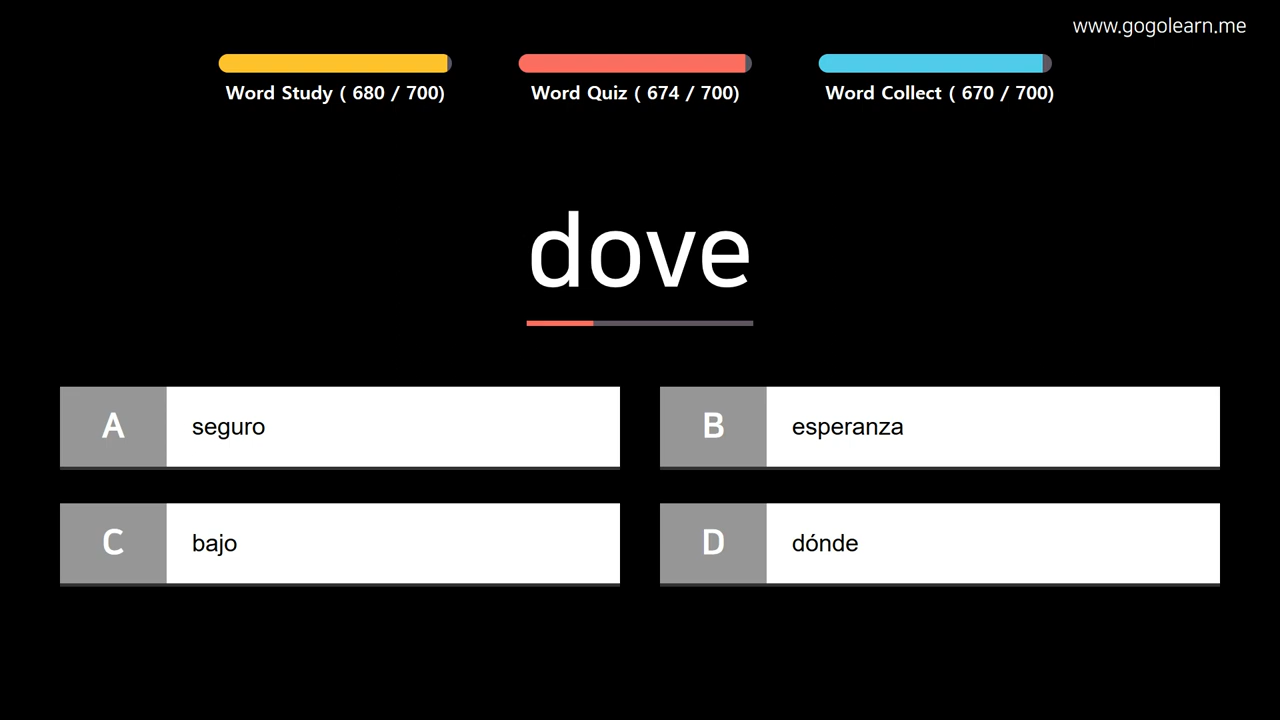 www.gogolearn.me
Word Study ( 680 / 700)
Word Quiz ( 674 / 700)
Word Collect ( 670 / 700)
dove
A
seguro
B
esperanza
C
bajo
D
dónde